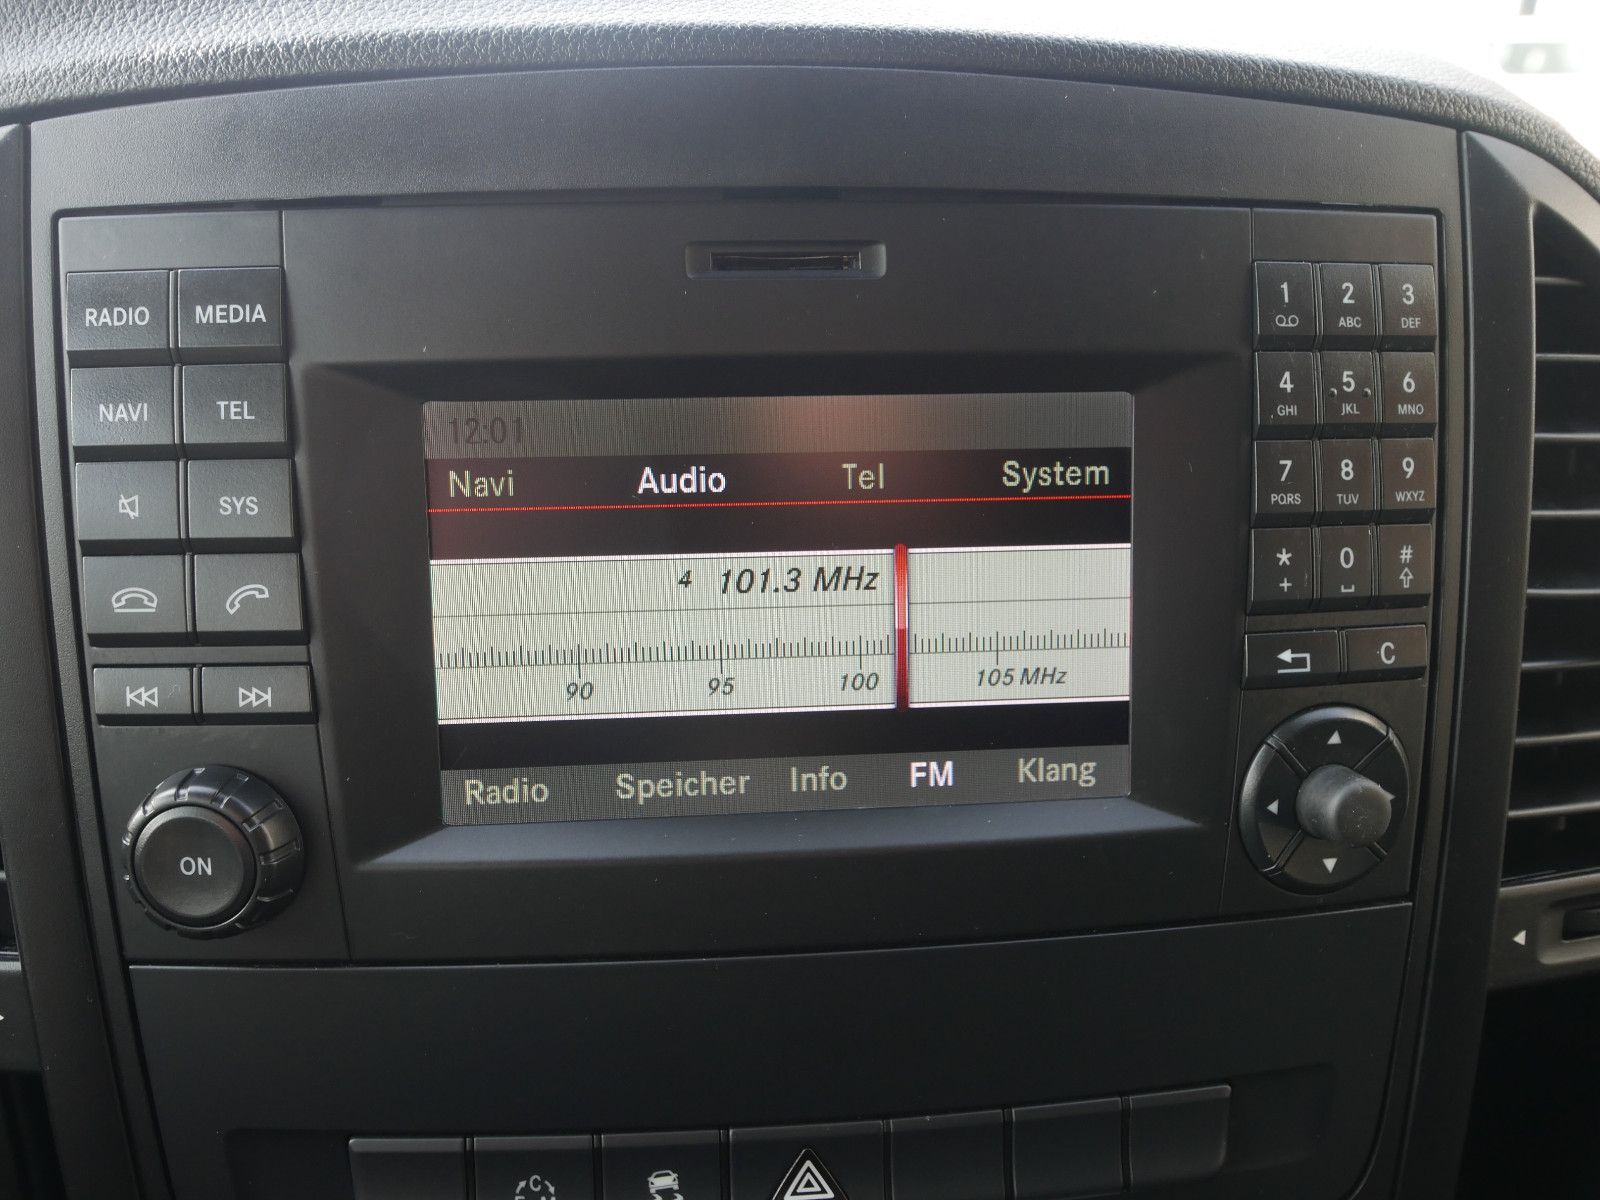 RADIO MEDIA
NAVI TEL
SYS
ON
12:01
Navi Audio Tel System
4 101.3 MHz
90 95 100 105 MHz
Radio Speicher Info FM Klang
1 2 3
ABC DEF
4 5 6
GHI JKL MNO
7 8 9
PQRS TUV WXYZ
* 0 #
+
C